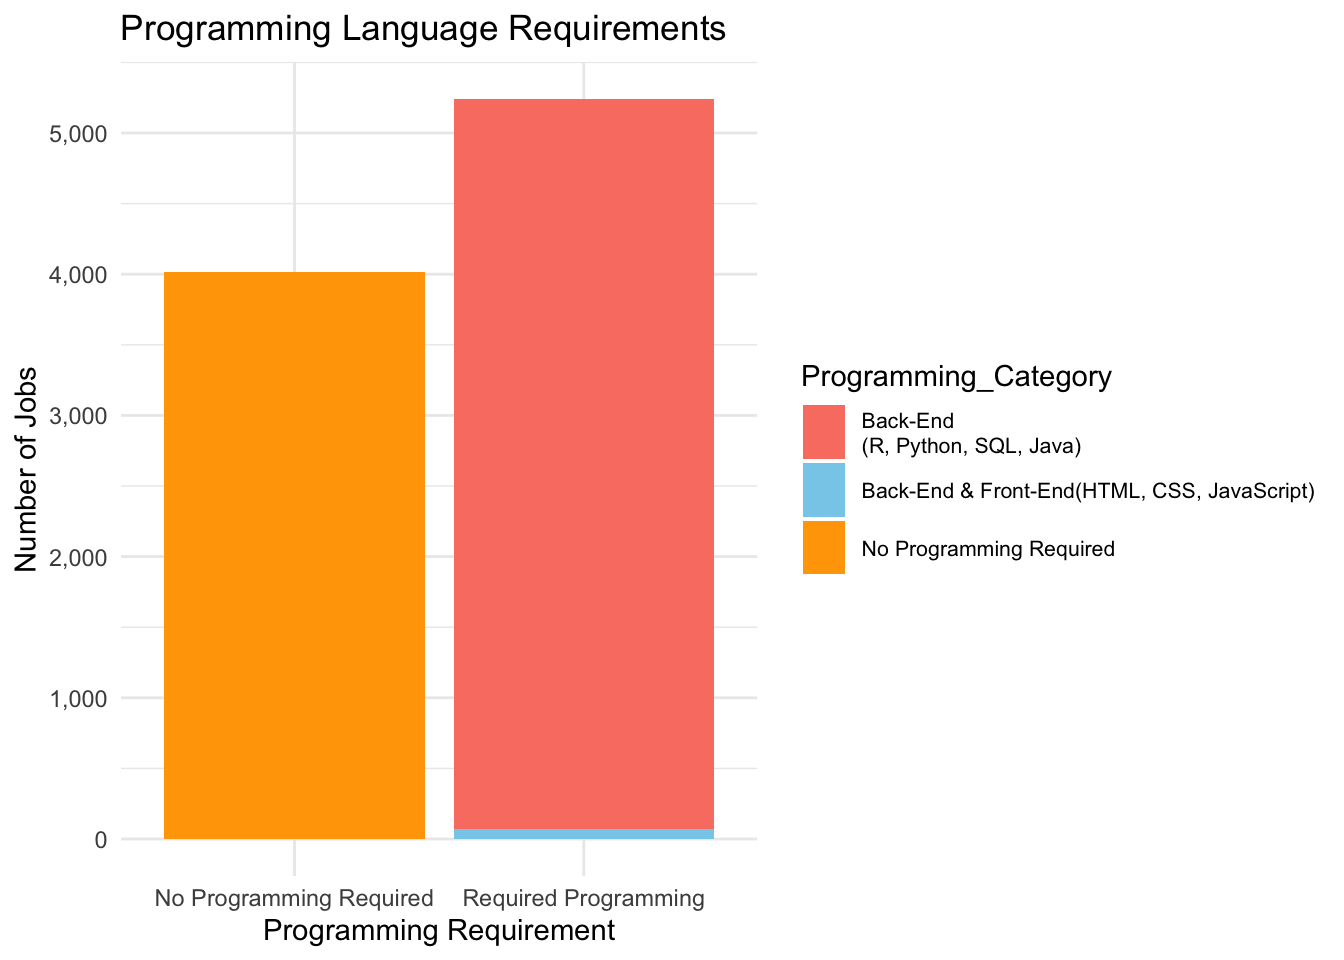 Programming Language Requirements
5,000
4,000
3,000
2,000
1,000
0
Number of Jobs
No Programming Required
Required Programming
Programming Requirement
Programming_Category
Back-End
(R, Python, SQL, Java)
Back-End & Front-End(HTML, CSS, JavaScript)
No Programming Required